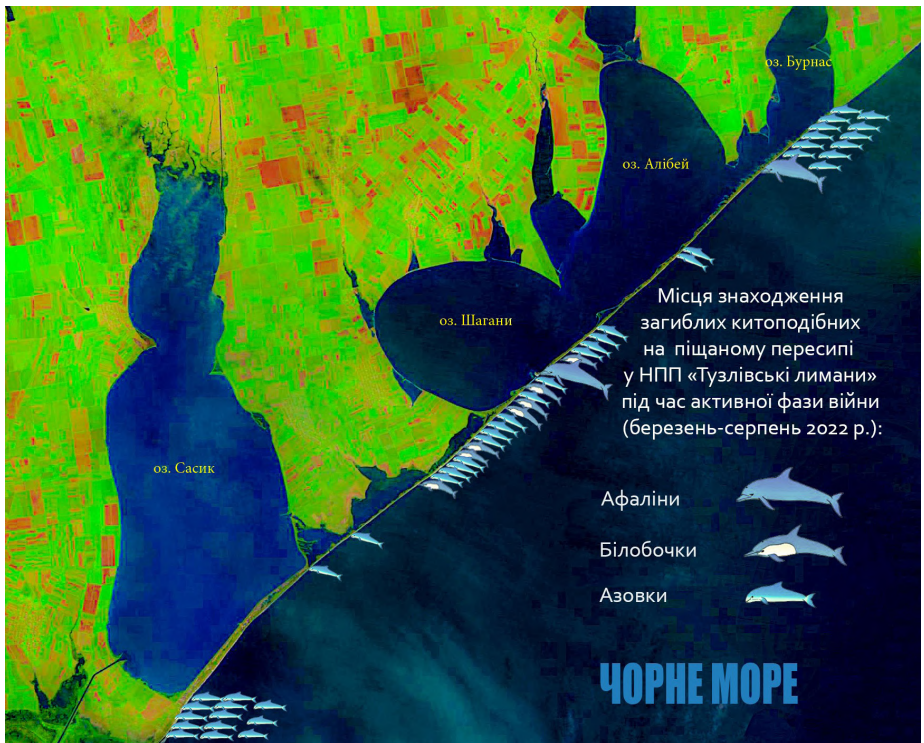 оз. Бурнас
оз. Алібей
оз. Шагани
оз. Сасик
Місця знаходження
загиблих китоподібних
на піщаному пересипі
у НПП «Тузлівські лимани»
під час активної фази війни
(березень-серпень 2022 р.):
Афаліни
Білобочки
Азовки
ЧОРНЕ МОРЕ